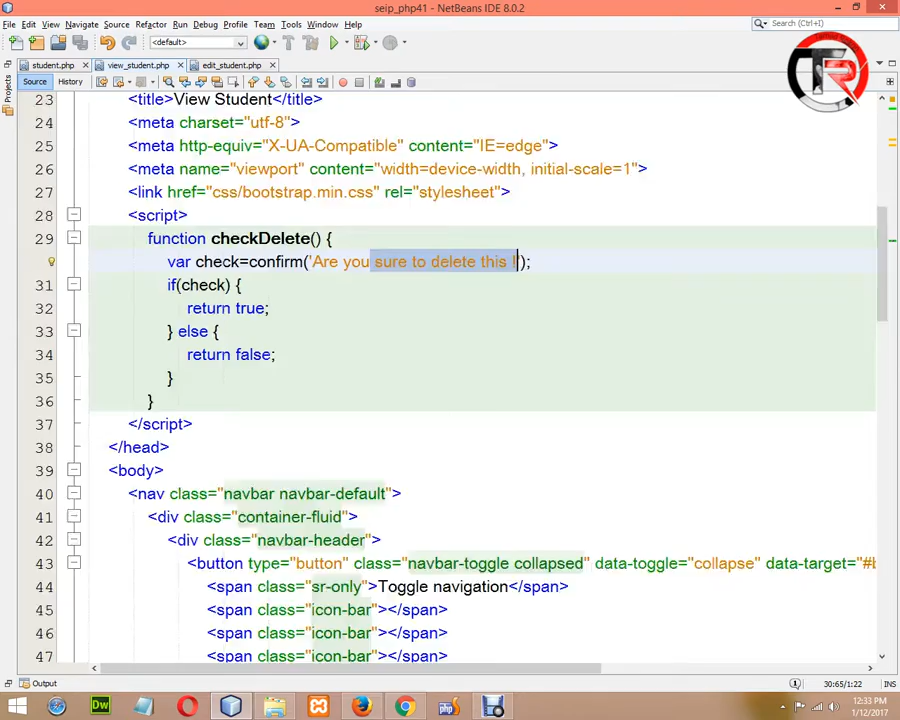 seip_php41 - NetBeans IDE 8.0.2
File Edit View Navigate Source Refactor Run Debug Profile Team Tools Window Help
<default>
Search (Ctrl+I)
student.php view_student.php edit_student.php
Source History
Projects
23 <title>View Student</title>
24 <meta charset="utf-8">
25 <meta http-equiv="X-UA-Compatible" content="IE=edge">
26 <meta name="viewport" content="width=device-width, initial-scale=1">
27 <link href="css/bootstrap.min.css" rel="stylesheet">
28 <script>
29 function checkDelete() {
var check=confirm('Are you sure to delete this !');
31 if(check) {
32 return true;
33 } else {
34 return false;
35 }
36 }
37 </script>
38 </head>
39 <body>
40 <nav class="navbar navbar-default">
41 <div class="container-fluid">
42 <div class="navbar-header">
43 <button type="button" class="navbar-toggle collapsed" data-toggle="collapse" data-target="#b
44 <span class="sr-only">Toggle navigation</span>
45 <span class="icon-bar"></span>
46 <span class="icon-bar"></span>
47 <span class="icon-bar"></span>
Output
30:65/1:22 INS
Dw
php
12:33 PM
1/12/2017